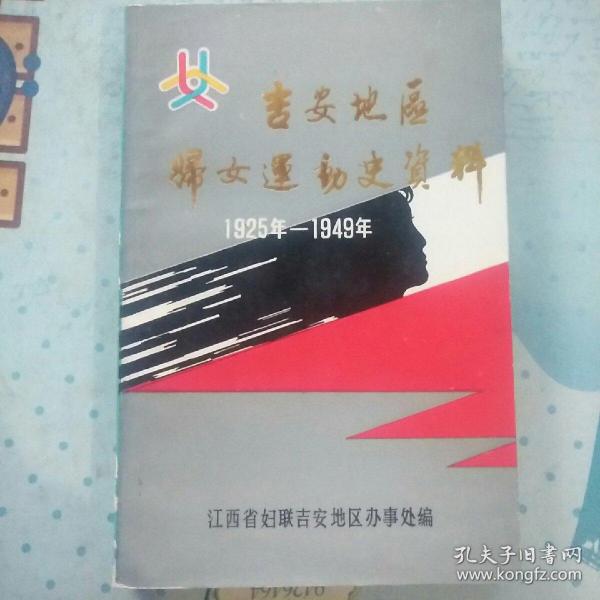 吉安地區
婦女運動史資料
1925年—1949年
江西省妇联吉安地区办事处编
孔夫子旧书网
www.kongfz.com